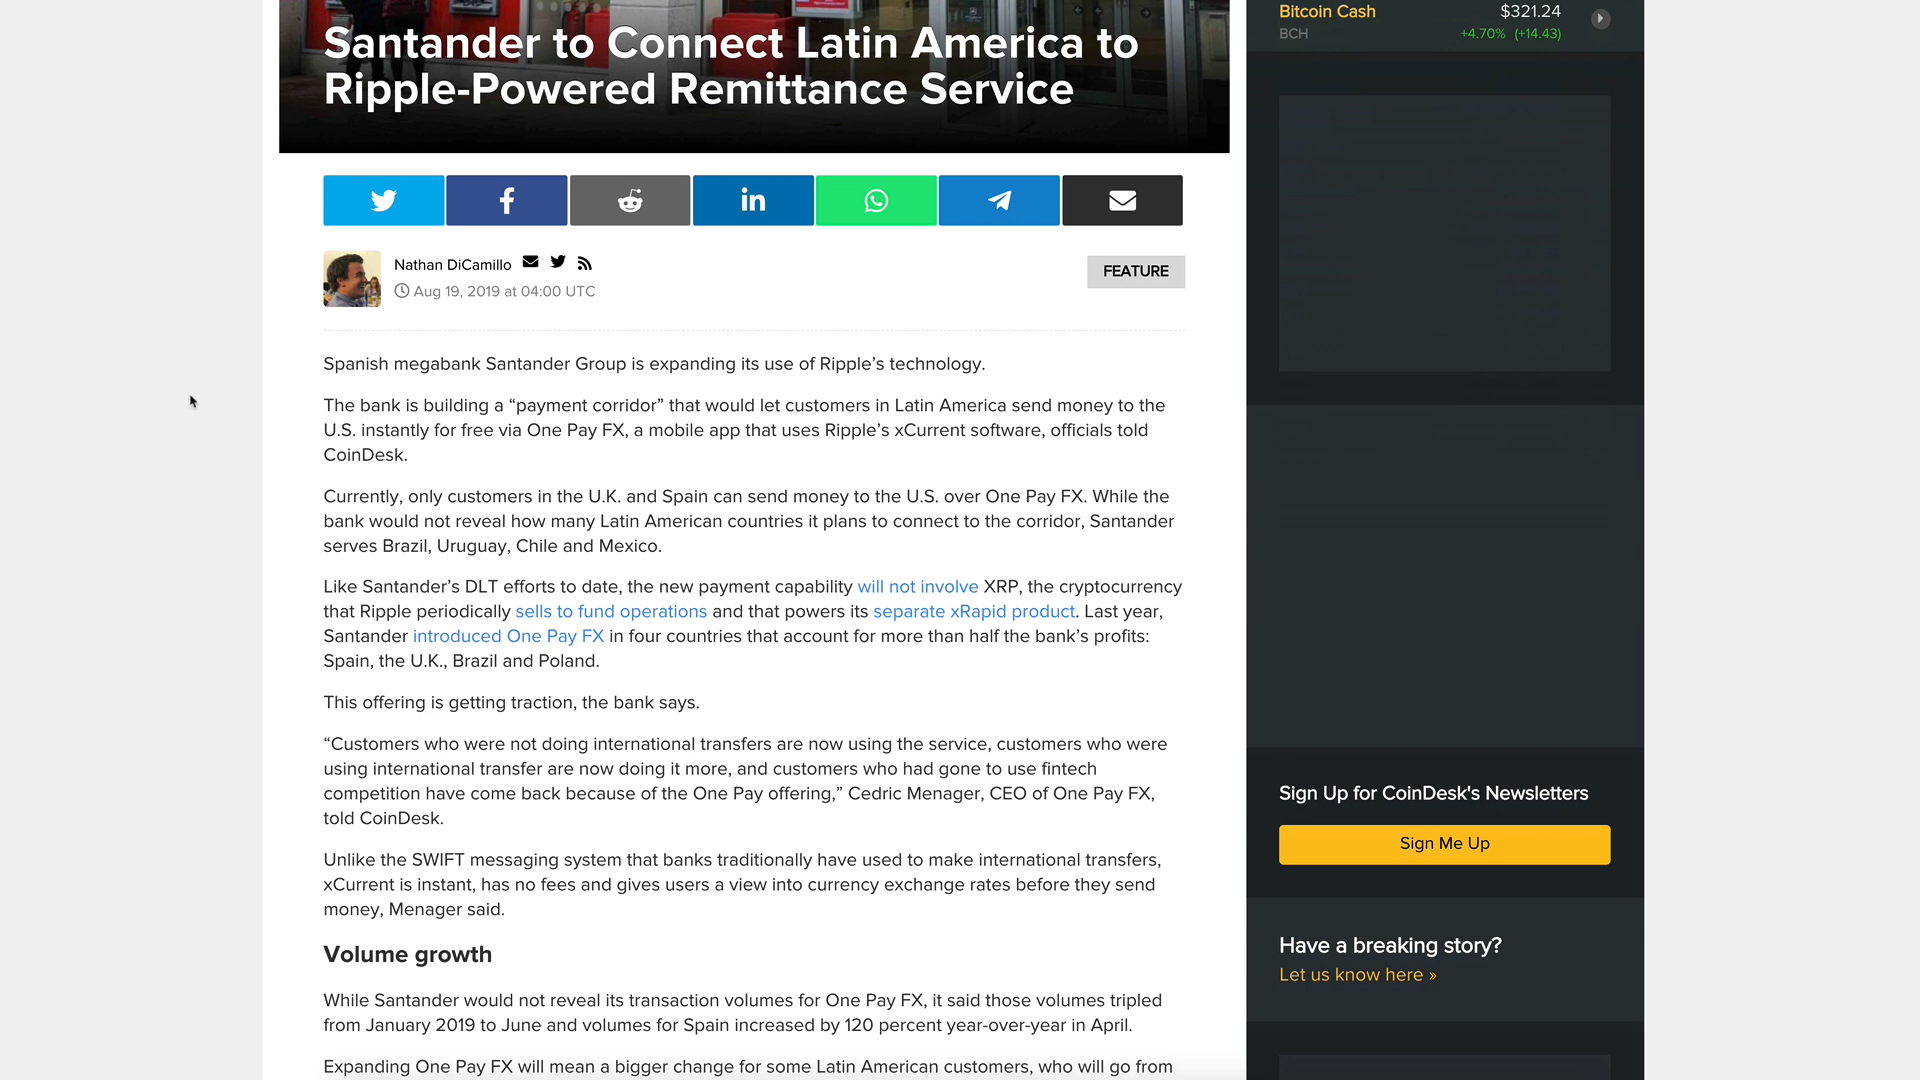 Santander to Connect Latin America to
Ripple-Powered Remittance Service
Nathan DiCamillo
Aug 19, 2019 at 04:00 UTC
FEATURE
Spanish megabank Santander Group is expanding its use of Ripple’s technology.
The bank is building a “payment corridor” that would let customers in Latin America send money to the
U.S. instantly for free via One Pay FX, a mobile app that uses Ripple’s xCurrent software, officials told
CoinDesk.
Currently, only customers in the U.K. and Spain can send money to the U.S. over One Pay FX. While the
bank would not reveal how many Latin American countries it plans to connect to the corridor, Santander
serves Brazil, Uruguay, Chile and Mexico.
Like Santander’s DLT efforts to date, the new payment capability will not involve XRP, the cryptocurrency
that Ripple periodically sells to fund operations and that powers its separate xRapid product. Last year,
Santander introduced One Pay FX in four countries that account for more than half the bank’s profits:
Spain, the U.K., Brazil and Poland.
This offering is getting traction, the bank says.
“Customers who were not doing international transfers are now using the service, customers who were
using international transfer are now doing it more, and customers who had gone to use fintech
competition have come back because of the One Pay offering,” Cedric Menager, CEO of One Pay FX,
told CoinDesk.
Unlike the SWIFT messaging system that banks traditionally have used to make international transfers,
xCurrent is instant, has no fees and gives users a view into currency exchange rates before they send
money, Menager said.
Volume growth
While Santander would not reveal its transaction volumes for One Pay FX, it said those volumes tripled
from January 2019 to June and volumes for Spain increased by 120 percent year-over-year in April.
Expanding One Pay FX will mean a bigger change for some Latin American customers, who will go from
Bitcoin Cash
$321.24
BCH
+4.70% (+14.43)
Sign Up for CoinDesk's Newsletters
Sign Me Up
Have a breaking story?
Let us know here »